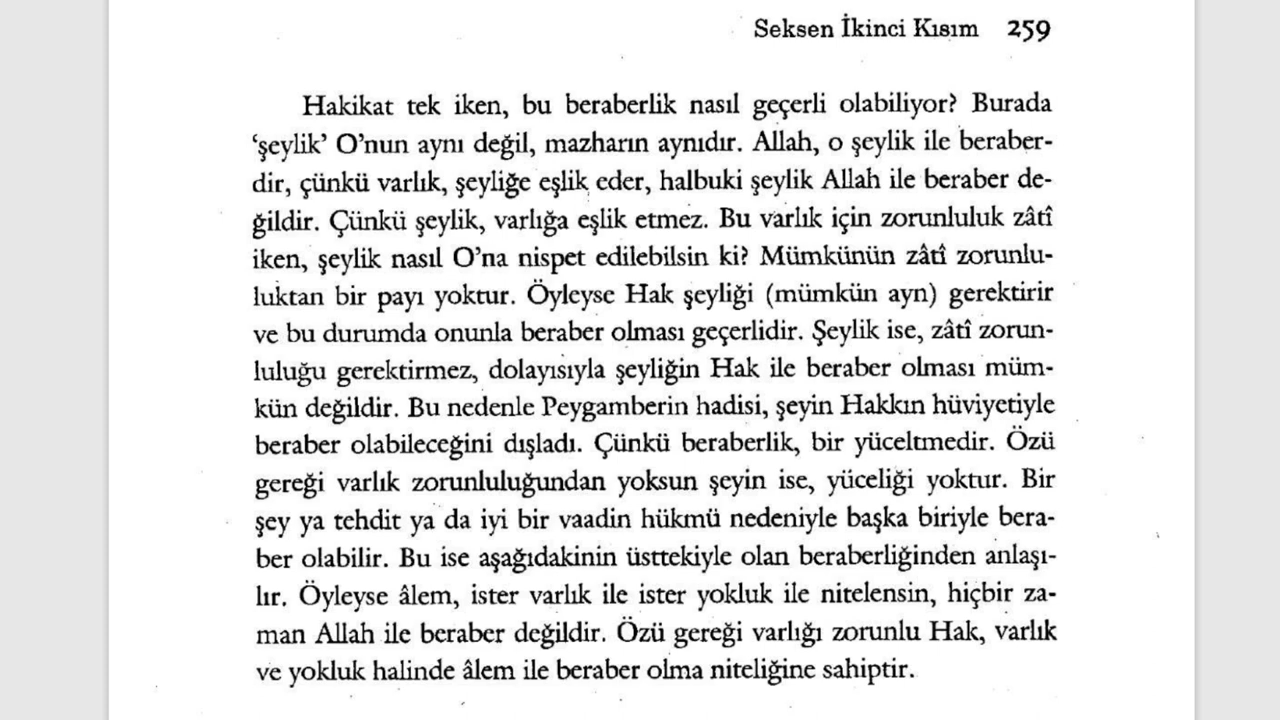 Seksen İkinci Kısım 259
Hakikat tek iken, bu beraberlik nasıl geçerli olabiliyor? Burada
‘şeylik’ O’nun aynı değil, mazharın aynıdır. Allah, o şeylik ile beraber-
dir, çünkü varlık, şeyliğe eşlik eder, halbuki şeylik Allah ile beraber de-
ğildir. Çünkü şeylik, varlığa eşlik etmez. Bu varlık için zorunluluk zâtî
iken, şeylik nasıl O’na nispet edilebilsin ki? Mümkünün zâtî zorunlu-
luktan bir payı yoktur. Öyleyse Hak şeyliği (mümkün ayn) gerektirir
ve bu durumda onunla beraber olması geçerlidir. Şeylik ise, zâtî zorun-
luluğu gerektirmez, dolayısıyla şeyliğin Hak ile beraber olması müm-
kün değildir. Bu nedenle Peygamberin hadisi, şeyin Hakkın hüviyetiyle
beraber olabileceğini dışladı. Çünkü beraberlik, bir yüceltmedir. Özü
gereği varlık zorunluluğundan yoksun şeyin ise, yüceliği yoktur. Bir
şey ya tehdit ya da iyi bir vaadin hükmü nedeniyle başka biriyle bera-
ber olabilir. Bu ise aşağıdakinin üsttekiyle olan beraberliğinden anlaşı-
lır. Öyleyse âlem, ister varlık ile ister yokluk ile nitelensin, hiçbir za-
man Allah ile beraber değildir. Özü gereği varlığı zorunlu Hak, varlık
ve yokluk halinde âlem ile beraber olma niteliğine sahiptir.